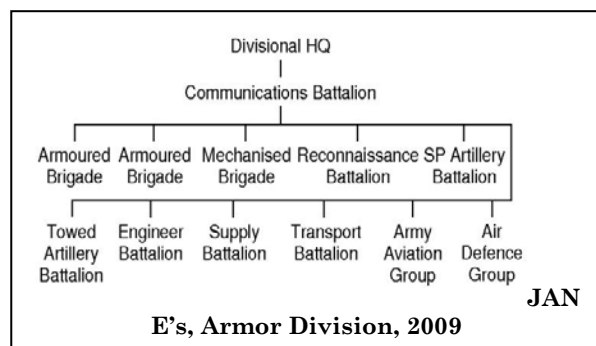 Divisional HQ
Communications Battalion
Armoured Brigade
Armoured Brigade
Mechanised Brigade
Reconnaissance Battalion
SP Artillery Battalion
Towed Artillery Battalion
Engineer Battalion
Supply Battalion
Transport Battalion
Army Aviation Group
Air Defence Group
JAN
E's, Armor Division, 2009